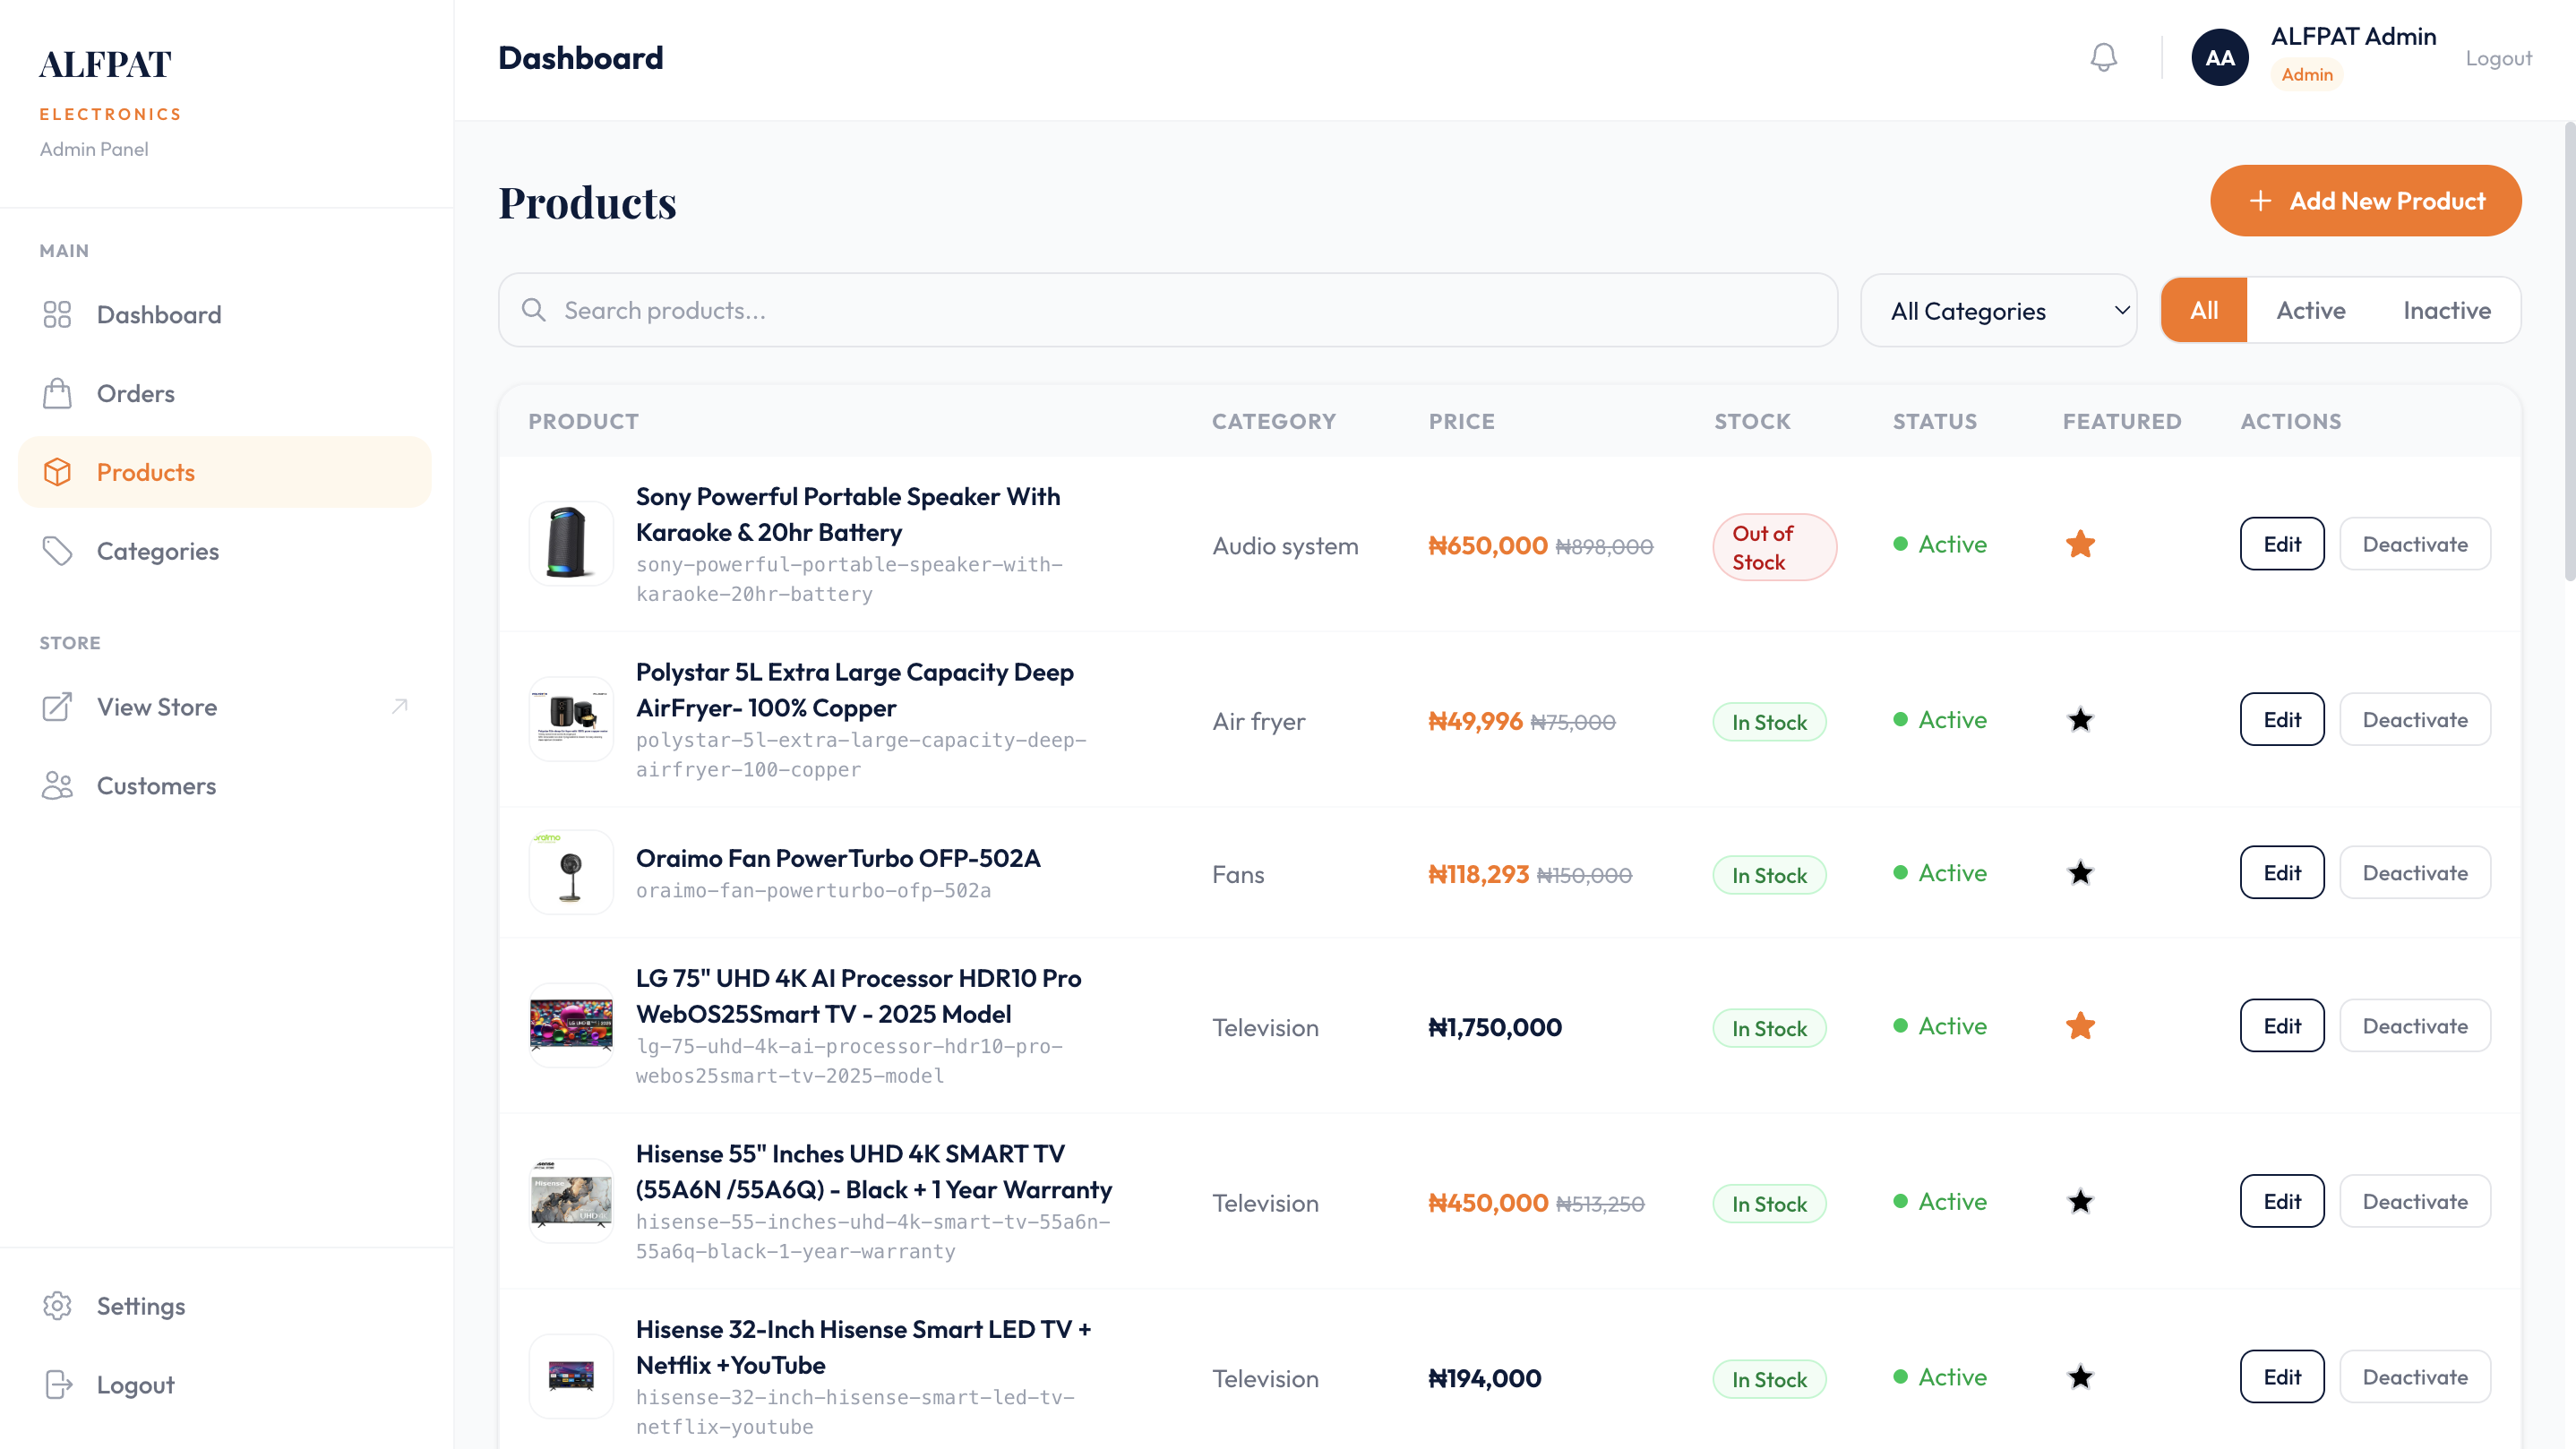 ALFPAT
ELECTRONICS
Admin Panel
MAIN
Dashboard
Orders
Products
Categories
STORE
View Store
Customers
Settings
Logout
Dashboard
AA
ALFPAT Admin
Admin
Logout
Products
Add New Product
Search products...
All Categories
All
Active
Inactive
PRODUCT CATEGORY PRICE STOCK STATUS FEATURED ACTIONS
Sony Powerful Portable Speaker With
Karaoke & 20hr Battery
sony-powerful-portable-speaker-with-
karaoke-20hr-battery
Audio system
₦650,000 ₦898,000
Out of
Stock
Active
Edit
Deactivate
Polystar 5L Extra Large Capacity Deep
AirFryer- 100% Copper
polystar-5l-extra-large-capacity-deep-
airfryer-100-copper
Air fryer
₦49,996 ₦75,000
In Stock
Active
Edit
Deactivate
oraimo
Oraimo Fan PowerTurbo OFP-502A
oraimo-fan-powerturbo-ofp-502a
Fans
₦118,293 ₦150,000
In Stock
Active
Edit
Deactivate
LG 75" UHD 4K AI Processor HDR10 Pro
WebOS25Smart TV - 2025 Model
lg-75-uhd-4k-ai-processor-hdr10-pro-
webos25smart-tv-2025-model
Television
₦1,750,000
In Stock
Active
Edit
Deactivate
Hisense
Hisense 55" Inches UHD 4K SMART TV
(55A6N /55A6Q) - Black + 1 Year Warranty
hisense-55-inches-uhd-4k-smart-tv-55a6n-
55a6q-black-1-year-warranty
Television
₦450,000 ₦513,250
In Stock
Active
Edit
Deactivate
Hisense 32-Inch Hisense Smart LED TV +
Netflix +YouTube
hisense-32-inch-hisense-smart-led-tv-
netflix-youtube
Television
₦194,000
In Stock
Active
Edit
Deactivate